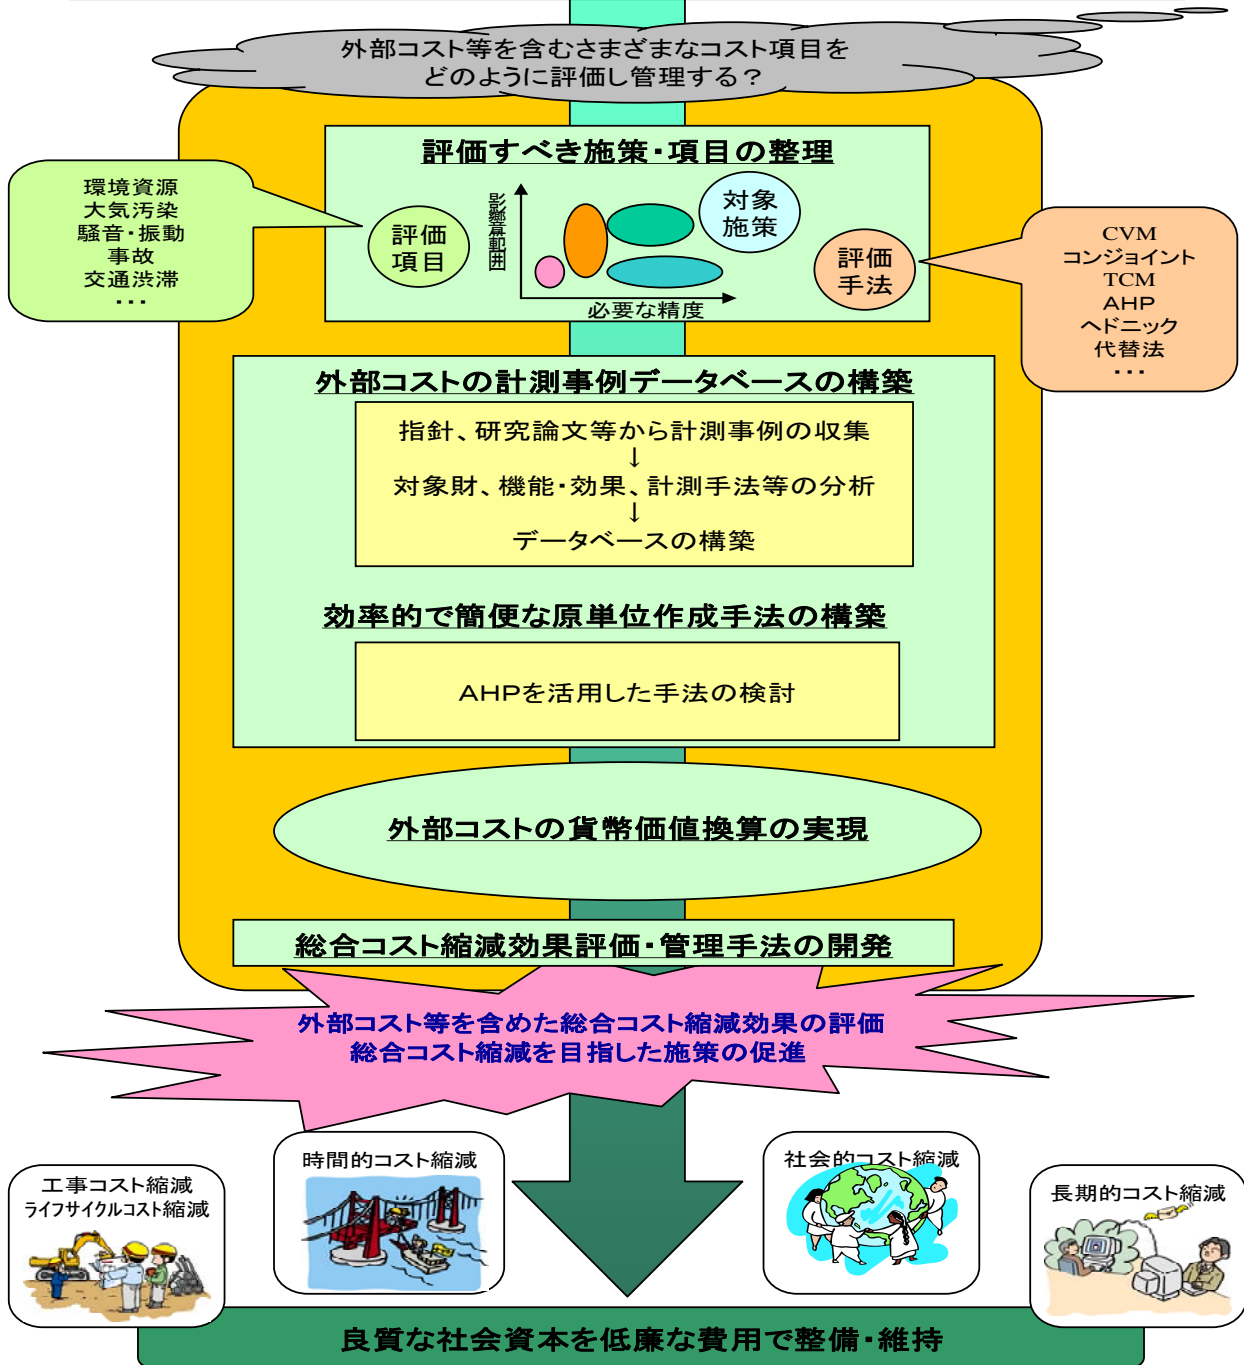 外部コスト等を含むさまざまなコスト項目を
どのように評価し管理する？
評価すべき施策・項目の整理
環境資源
大気汚染
騒音・振動
事故
交通渋滞
・・・
評価
項目
影響範囲
必要な精度
対象
施策
評価
手法
CVM
コンジョイント
TCM
AHP
ヘドニック
代替法
・・・
外部コストの計測事例データベースの構築
指針、研究論文等から計測事例の収集
↓
対象財、機能・効果、計測手法等の分析
↓
データベースの構築
効率的で簡便な原単位作成手法の構築
AHPを活用した手法の検討
外部コストの貨幣価値換算の実現
総合コスト縮減効果評価・管理手法の開発
外部コスト等を含めた総合コスト縮減効果の評価
総合コスト縮減を目指した施策の促進
工事コスト縮減
ライフサイクルコスト縮減
時間的コスト縮減
社会的コスト縮減
長期的コスト縮減
良質な社会資本を低廉な費用で整備・維持